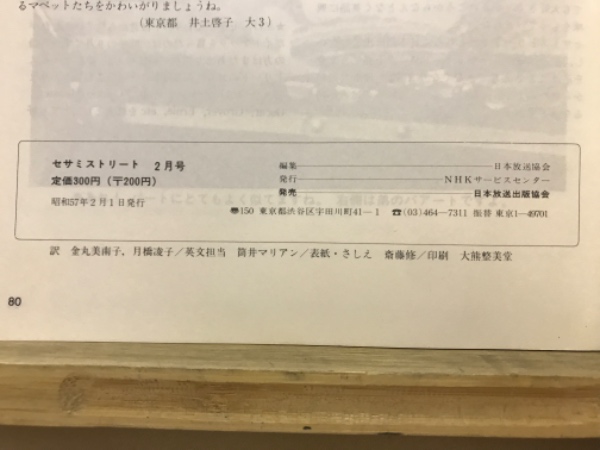 るマペットたちをかわいがりましょうね。
(東京都 井土啓子 大3)
セサミストリート 2月号
定価300円(〒200円)
昭和57年2月1日発行
編集――日本放送協会
発行――NHKサービスセンター
発売――日本放送出版協会
〒150 東京都渋谷区宇田川町41−1 ☎(03)464−7311 振替 東京1−49701
訳 金丸美南子, 月橋凌子/英文担当 筒井マリアン/表紙・さしえ 斎藤修/印刷 大熊整美堂
80